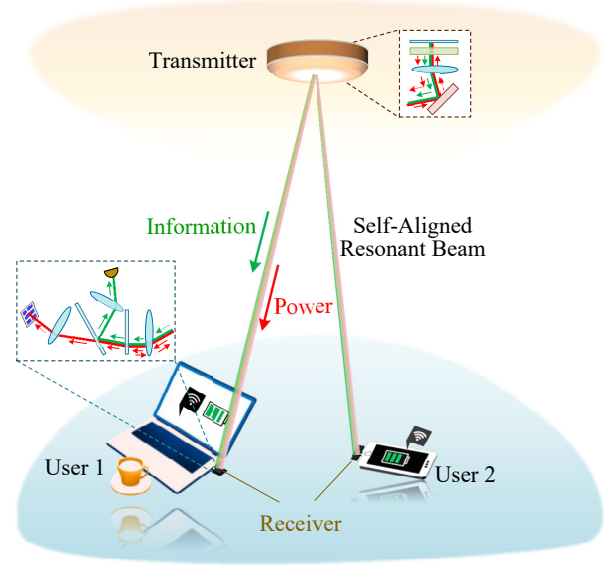 Transmitter
Information
Self-Aligned
Resonant Beam
Power
User 1
User 2
Receiver